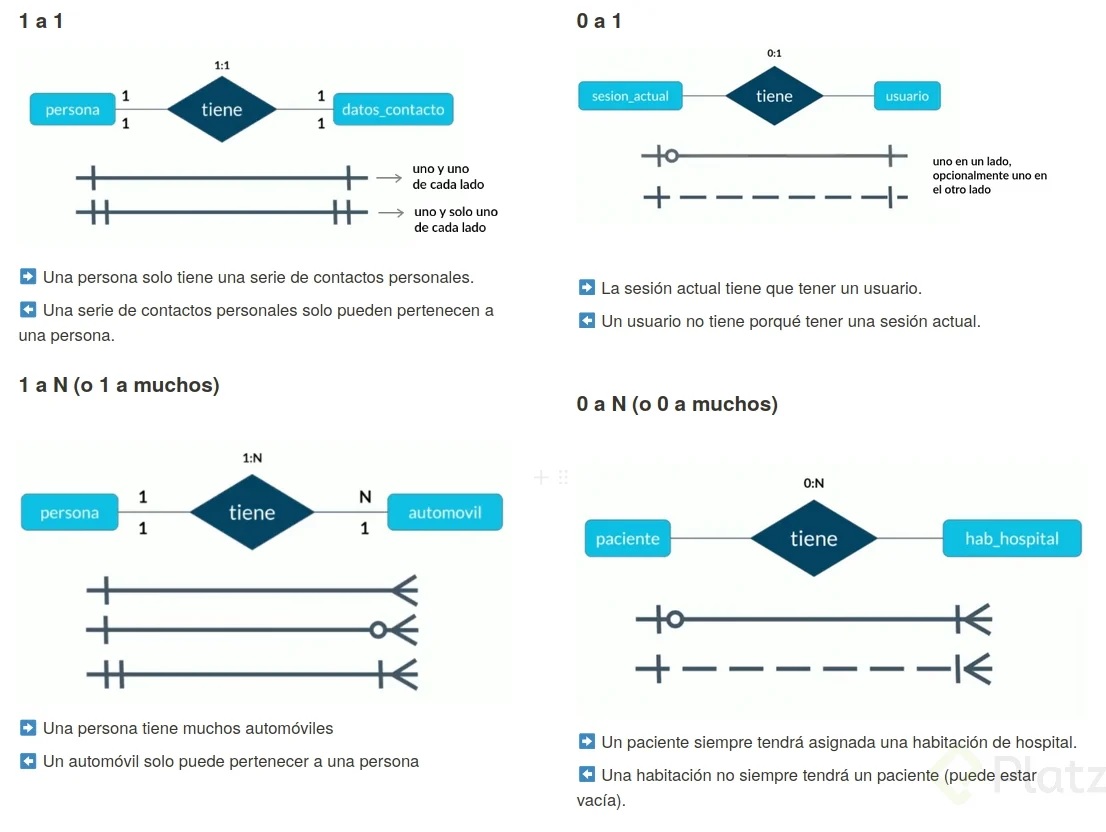 1 a 1
1:1
persona
1
1
tiene
1
1
datos_contacto
uno y uno
de cada lado
uno y solo uno
de cada lado
➡ Una persona solo tiene una serie de contactos personales.
⬅ Una serie de contactos personales solo pueden pertenecen a
una persona.
0 a 1
0:1
sesion_actual
tiene
usuario
uno en un lado,
opcionalmente uno en
el otro lado
➡ La sesión actual tiene que tener un usuario.
⬅ Un usuario no tiene porqué tener una sesión actual.
1 a N (o 1 a muchos)
1:N
persona
1
1
tiene
N
1
automovil
➡ Una persona tiene muchos automóviles
⬅ Un automóvil solo puede pertenecer a una persona
0 a N (o 0 a muchos)
0:N
paciente
tiene
hab_hospital
➡ Un paciente siempre tendrá asignada una habitación de hospital.
⬅ Una habitación no siempre tendrá un paciente (puede estar
vacía).
Platz